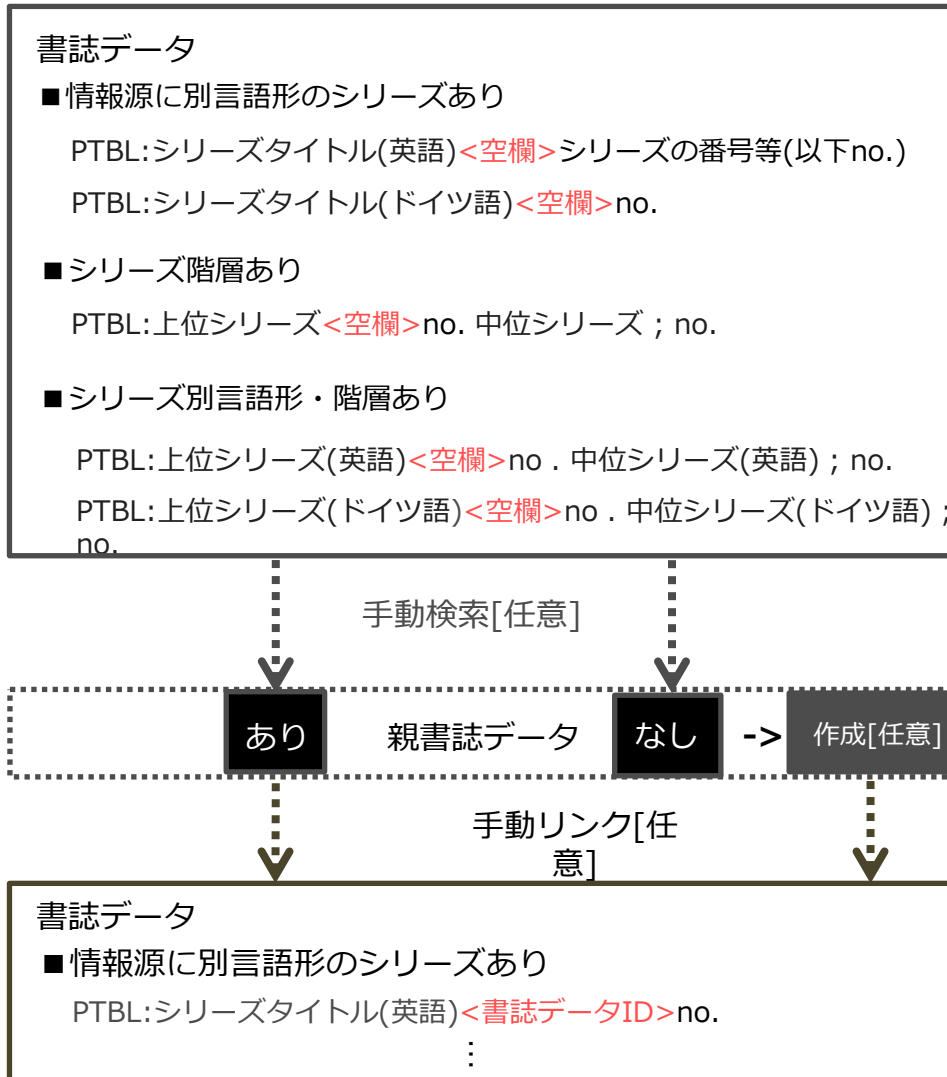 書誌データ
■情報源に別言語形のシリーズあり
PTBL:シリーズタイトル(英語)<空欄>シリーズの番号等(以下no.)
PTBL:シリーズタイトル(ドイツ語)<空欄>no.
■シリーズ階層あり
PTBL:上位シリーズ<空欄>no. 中位シリーズ ; no.
■シリーズ別言語形・階層あり
PTBL:上位シリーズ(英語)<空欄>no . 中位シリーズ(英語) ; no.
PTBL:上位シリーズ(ドイツ語)<空欄>no . 中位シリーズ(ドイツ語) ;
no.
手動検索[任意]
あり 親書誌データ なし -> 作成[任意]
手動リンク[任
意]
書誌データ
■情報源に別言語形のシリーズあり
PTBL:シリーズタイトル(英語)<書誌データID>no.
⋮